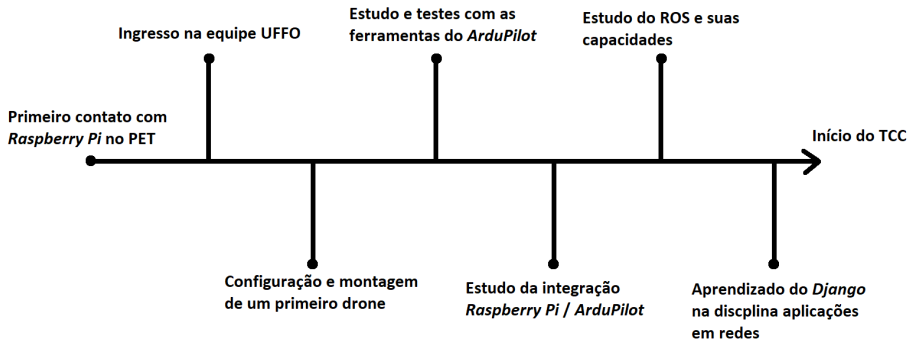 Primeiro contato com
Raspberry Pi no PET
Ingresso na equipe UFFO
Configuração e montagem
de um primeiro drone
Estudo e testes com as
ferramentas do ArduPilot
Estudo da integração
Raspberry Pi / ArduPilot
Estudo do ROS e suas
capacidades
Aprendizado do Django
na discplina aplicações
em redes
Início do TCC